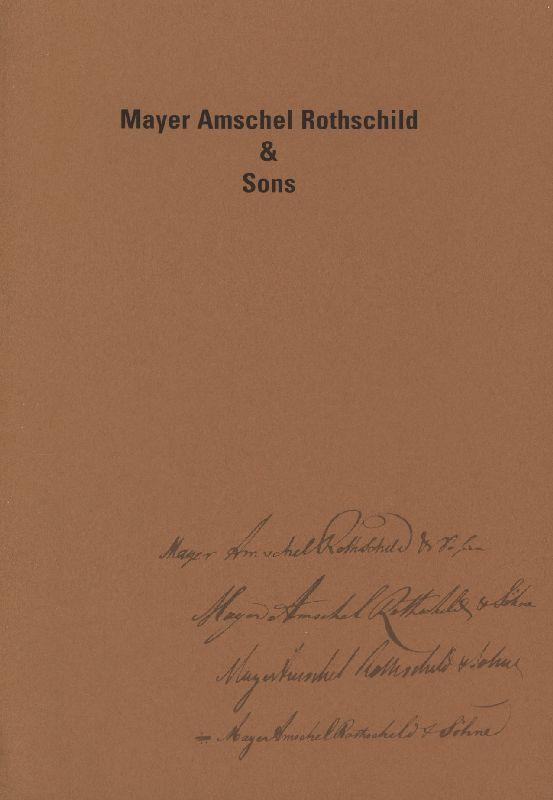 Mayer Amschel Rothschild
&
Sons
Mayer Amschel Rothschild &
Mayer Amschel Rothschild & Söhne
Mayer Amschel Rothschild & Söhne
= Mayer Amschel Rothschild & Söhne